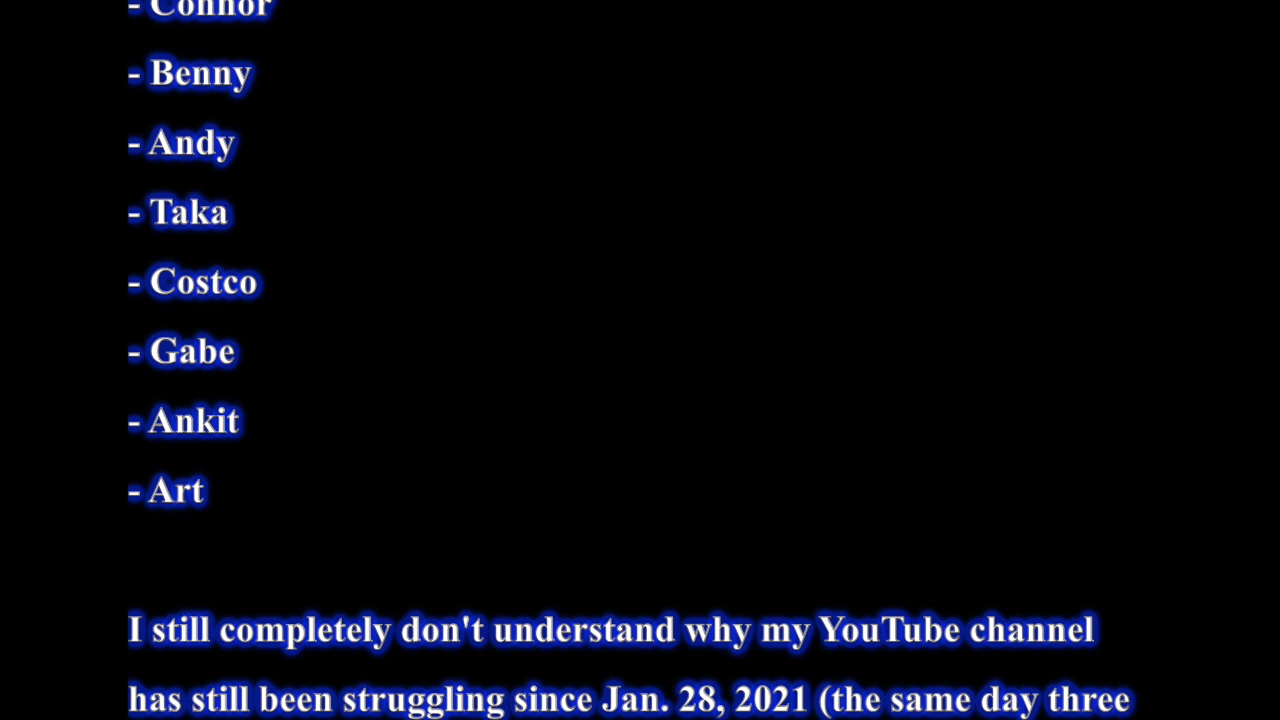 - Connor
- Benny
- Andy
- Taka
- Costco
- Gabe
- Ankit
- Art
I still completely don't understand why my YouTube channel
has still been struggling since Jan. 28, 2021 (the same day three